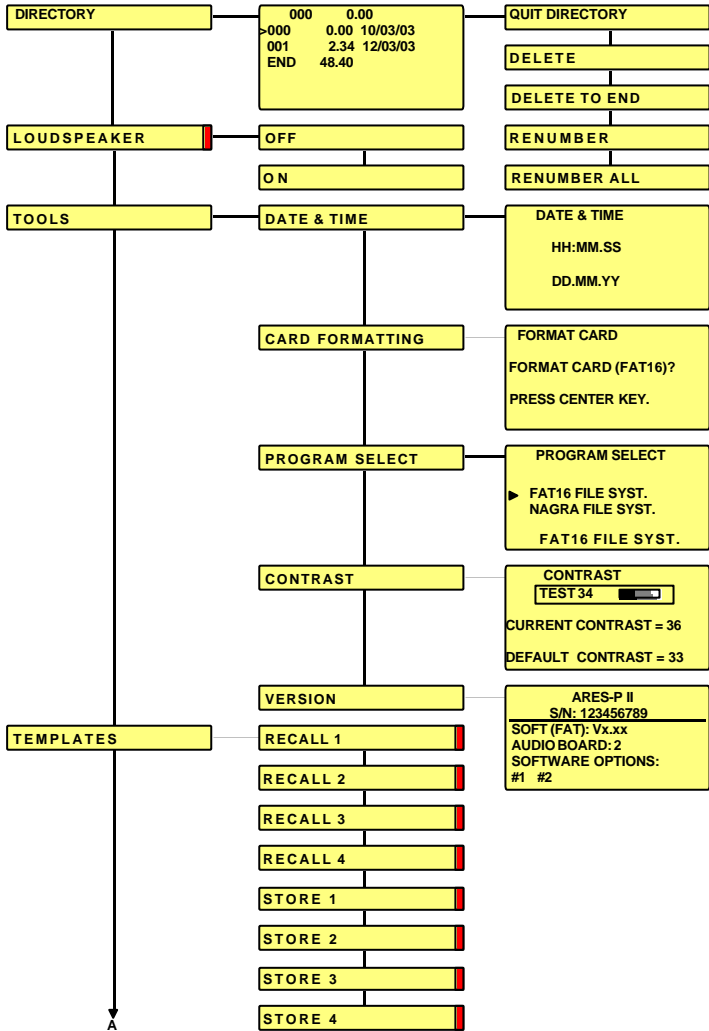 DIRECTORY
000 0.00
>000 0.00 10/03/03
001 2.34 12/03/03
END 48.40
QUIT DIRECTORY
DELETE
DELETE TO END
RENUMBER
RENUMBER ALL
LOUDSPEAKER
OFF
ON
TOOLS
DATE & TIME
DATE & TIME
HH:MM.SS
DD.MM.YY
CARD FORMATTING
FORMAT CARD
FORMAT CARD (FAT16)?
PRESS CENTER KEY.
PROGRAM SELECT
PROGRAM SELECT
FAT16 FILE SYST.
NAGRA FILE SYST.
FAT16 FILE SYST.
CONTRAST
CONTRAST
TEST 34
CURRENT CONTRAST = 36
DEFAULT CONTRAST = 33
VERSION
ARES-P II
S/N: 123456789
SOFT (FAT): Vx.xx
AUDIO BOARD: 2
SOFTWARE OPTIONS:
#1 #2
TEMPLATES
RECALL 1
RECALL 2
RECALL 3
RECALL 4
STORE 1
STORE 2
STORE 3
STORE 4
A